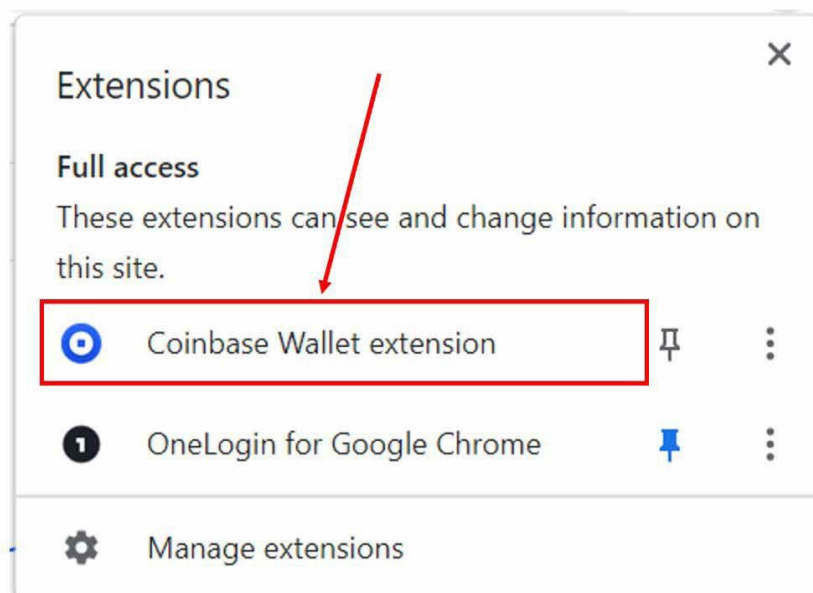 Extensions
Full access
These extensions can see and change information on
this site.
Coinbase Wallet extension
1 OneLogin for Google Chrome
Manage extensions